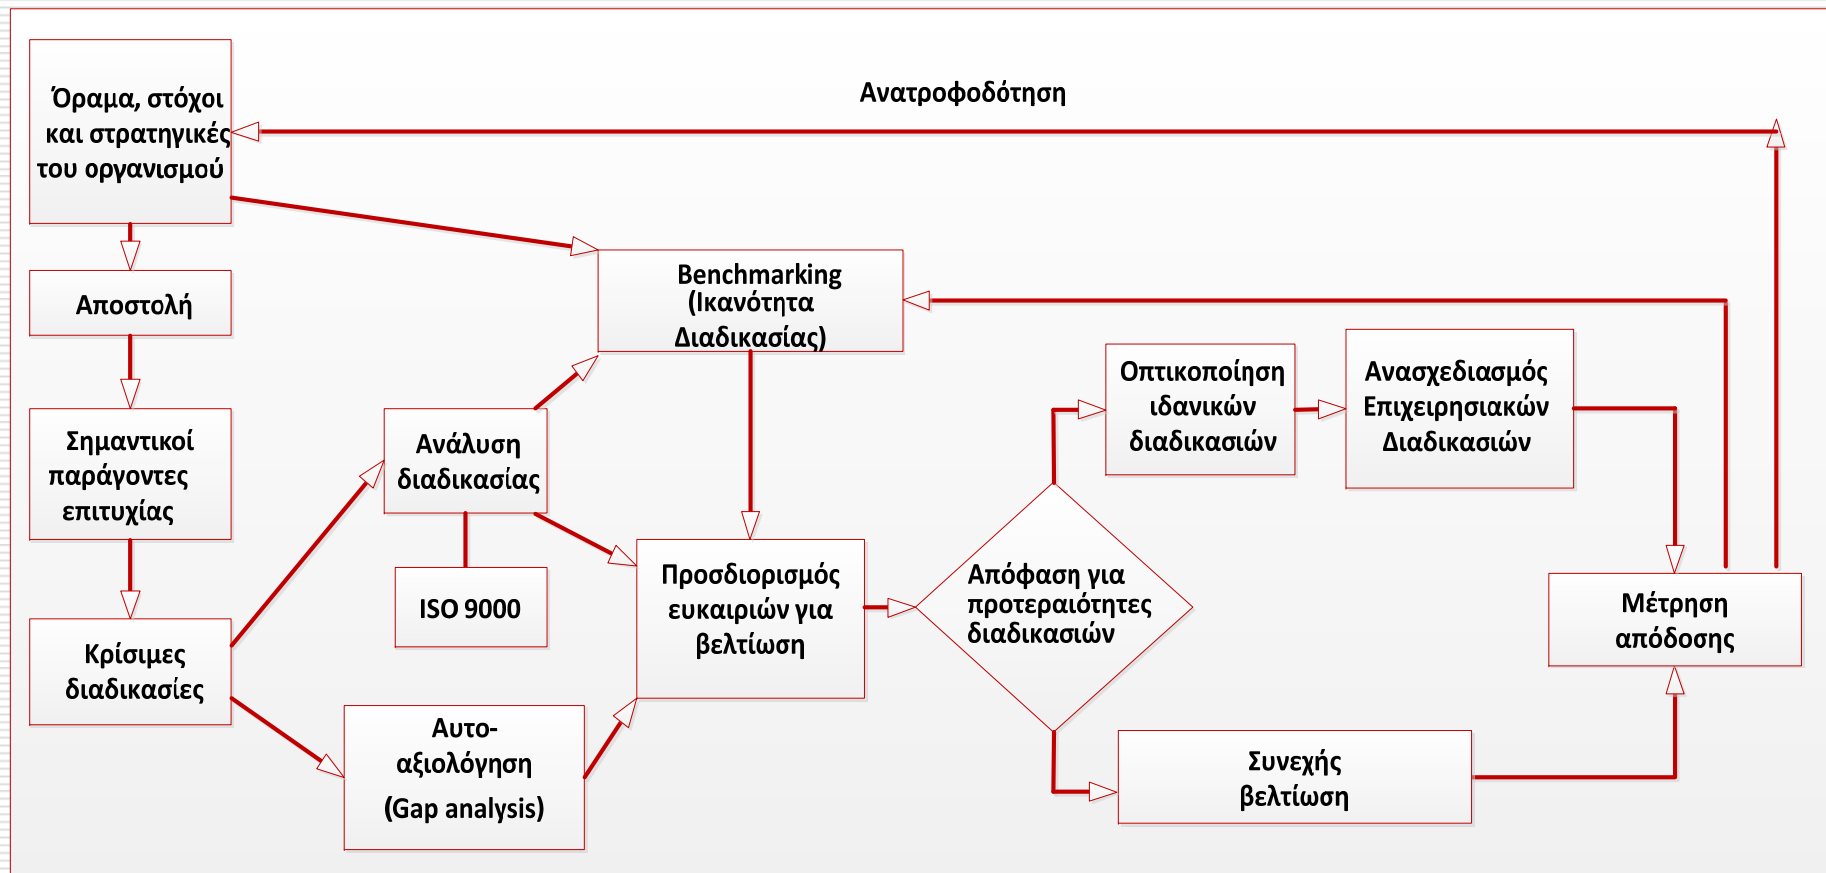 Όραμα, στόχοι
και στρατηγικές
του οργανισμού
Ανατροφοδότηση
Αποστολή
Benchmarking
(Ικανότητα
Διαδικασίας)
Σημαντικοί
παράγοντες
επιτυχίας
Ανάλυση
διαδικασίας
Οπτικοποίηση
ιδανικών
διαδικασιών
Ανασχεδιασμός
Επιχειρησιακών
Διαδικασιών
ISO 9000
Κρίσιμες
διαδικασίες
Προσδιορισμός
ευκαιριών για
βελτίωση
Απόφαση για
προτεραιότητες
διαδικασιών
Μέτρηση
απόδοσης
Αυτο-
αξιολόγηση
(Gap analysis)
Συνεχής
βελτίωση